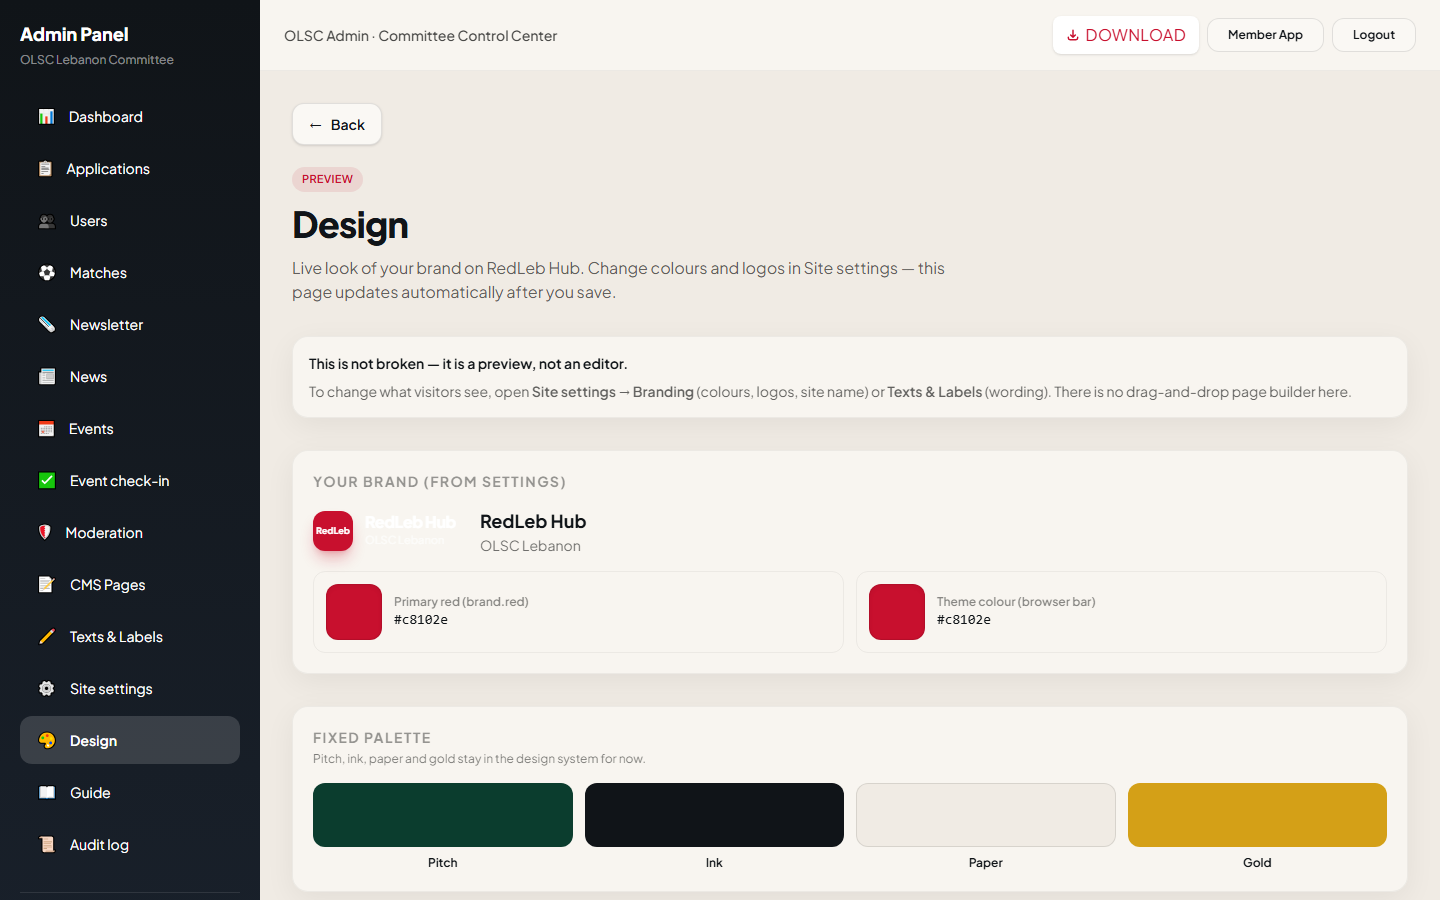 Admin Panel
OLSC Lebanon Committee
Dashboard
Applications
Users
Matches
Newsletter
News
Events
Event check-in
Moderation
CMS Pages
Texts & Labels
Site settings
Design
Guide
Audit log
OLSC Admin · Committee Control Center
DOWNLOAD
Member App
Logout
← Back
PREVIEW
Design
Live look of your brand on RedLeb Hub. Change colours and logos in Site settings — this
page updates automatically after you save.
This is not broken — it is a preview, not an editor.
To change what visitors see, open Site settings → Branding (colours, logos, site name) or Texts & Labels (wording). There is no drag-and-drop page builder here.
YOUR BRAND (FROM SETTINGS)
RedLeb
RedLeb Hub
OLSC Lebanon
RedLeb Hub
OLSC Lebanon
Primary red (brand.red)
#c8102e
Theme colour (browser bar)
#c8102e
FIXED PALETTE
Pitch, ink, paper and gold stay in the design system for now.
Pitch
Ink
Paper
Gold